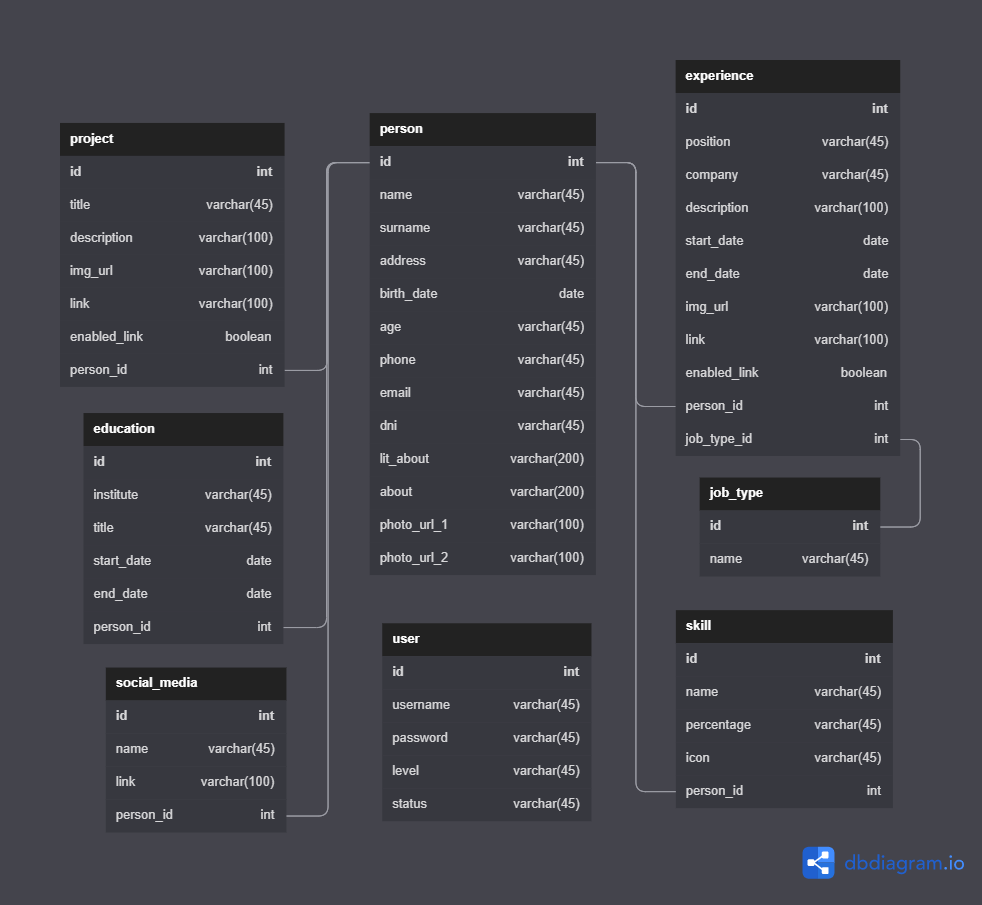 project
id int
title varchar(45)
description varchar(100)
img_url varchar(100)
link varchar(100)
enabled_link boolean
person_id int
education
id int
institute varchar(45)
title varchar(45)
start_date date
end_date date
person_id int
social_media
id int
name varchar(45)
link varchar(100)
person_id int
person
id int
name varchar(45)
surname varchar(45)
address varchar(45)
birth_date date
age varchar(45)
phone varchar(45)
email varchar(45)
dni varchar(45)
lit_about varchar(200)
about varchar(200)
photo_url_1 varchar(100)
photo_url_2 varchar(100)
user
id int
username varchar(45)
password varchar(45)
level varchar(45)
status varchar(45)
experience
id int
position varchar(45)
company varchar(45)
description varchar(100)
start_date date
end_date date
img_url varchar(100)
link varchar(100)
enabled_link boolean
person_id int
job_type_id int
job_type
id int
name varchar(45)
skill
id int
name varchar(45)
percentage varchar(45)
icon varchar(45)
person_id int
dbdiagram.io